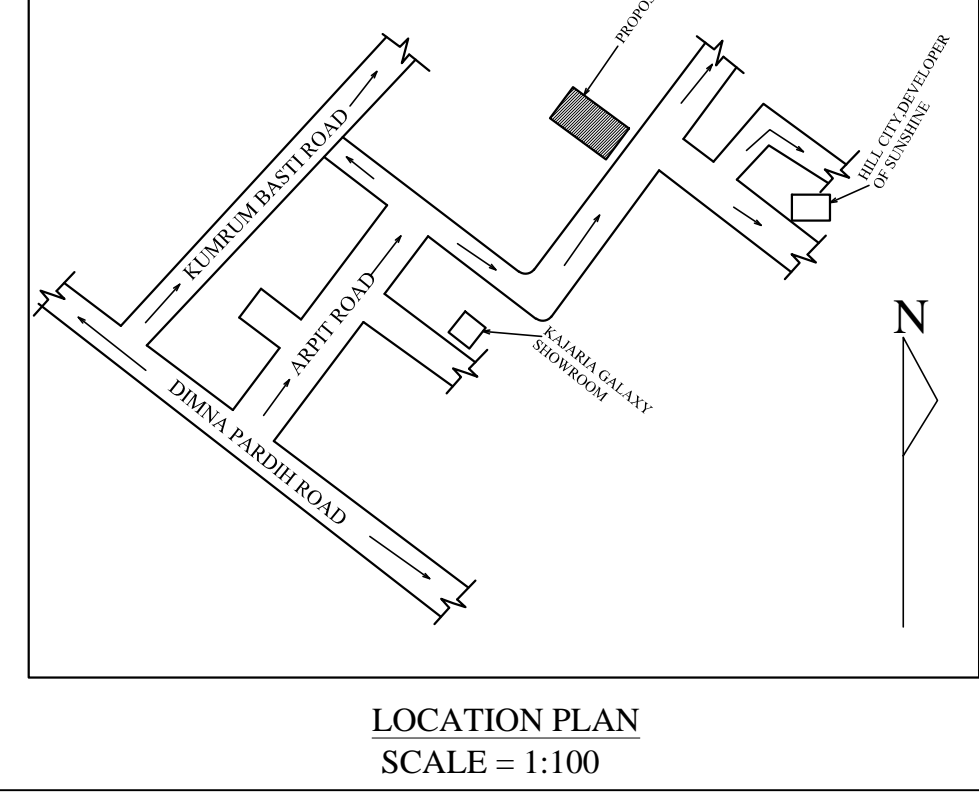 HILL CITY,DEVELOPER
OF SUNSHINE
KUMRUM BASTI ROAD
ARPIT ROAD
KAJARIA GALAXY
SHOWROOM
DIMNA PARDIH ROAD
N
LOCATION PLAN
SCALE = 1:100